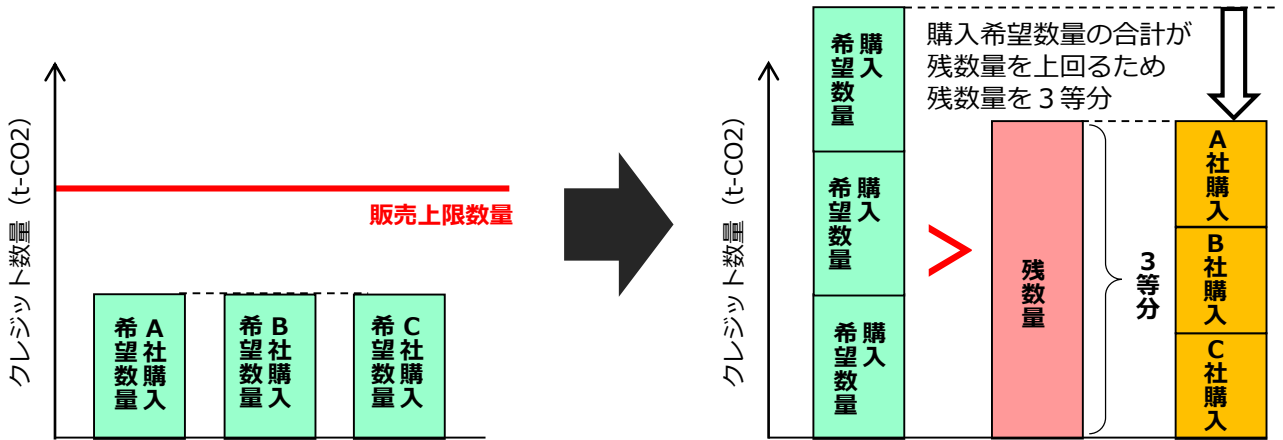 クレジット数量（t-CO2）
販売上限数量
A社購入
希望数量
B社購入
希望数量
C社購入
希望数量
クレジット数量（t-CO2）
購入
希望数量
購入
希望数量
購入
希望数量
購入希望数量の合計が
残数量を上回るため
残数量を３等分
>
残数量
３等分
A社購入
B社購入
C社購入